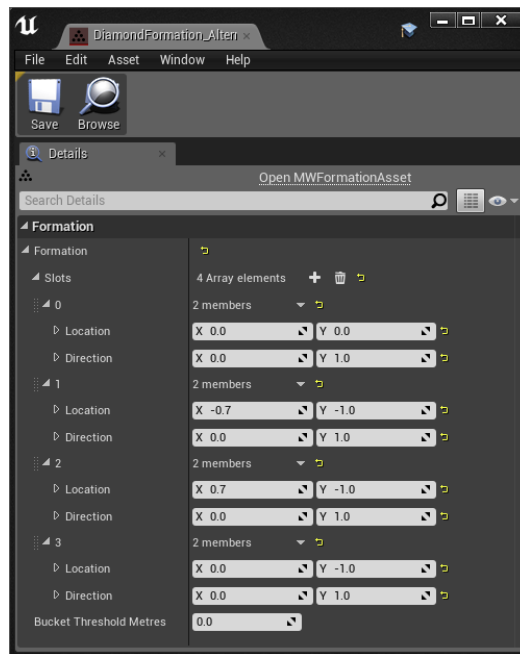 DiamondFormation_Altern
File Edit Asset Window Help
Save Browse
Details
Open MWFormationAsset
Search Details
Formation
Formation
Slots 4 Array elements
0 2 members
Location X 0.0 Y 0.0
Direction X 0.0 Y 1.0
1 2 members
Location X -0.7 Y -1.0
Direction X 0.0 Y 1.0
2 2 members
Location X 0.7 Y -1.0
Direction X 0.0 Y 1.0
3 2 members
Location X 0.0 Y -1.0
Direction X 0.0 Y 1.0
Bucket Threshold Metres 0.0